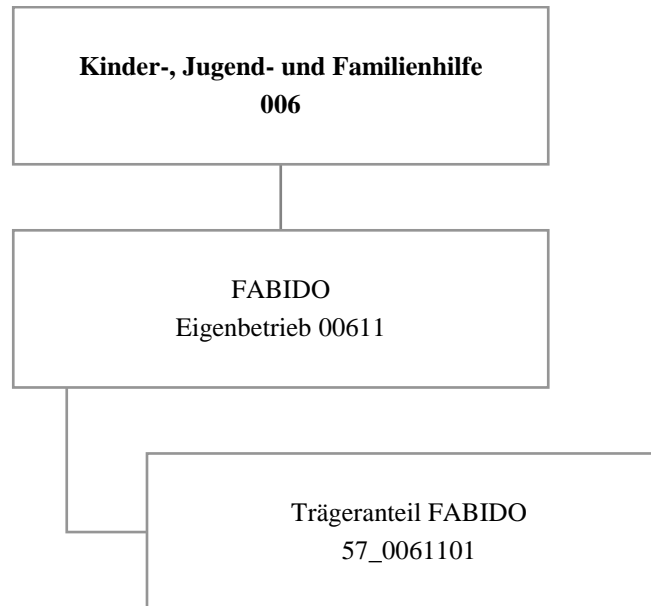 Kinder-, Jugend- und Familienhilfe
006
FABIDO
Eigenbetrieb 00611
Trägeranteil FABIDO
57_0061101